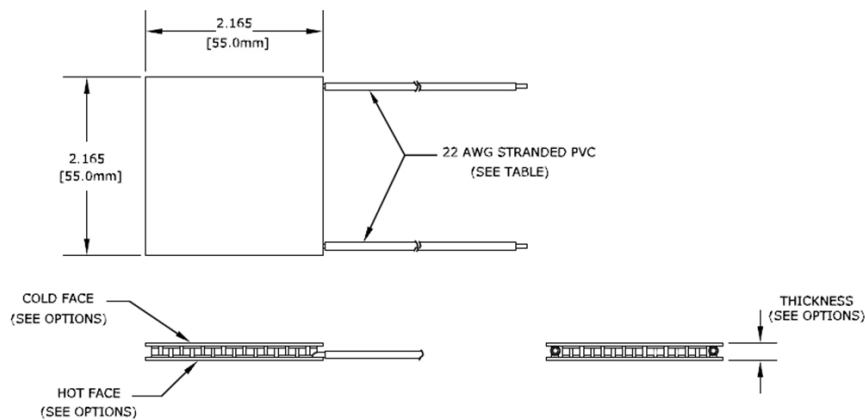 2.165
[55.0mm]
2.165
[55.0mm]
22 AWG STRANDED PVC
(SEE TABLE)
COLD FACE
(SEE OPTIONS)
THICKNESS
(SEE OPTIONS)
HOT FACE
(SEE OPTIONS)